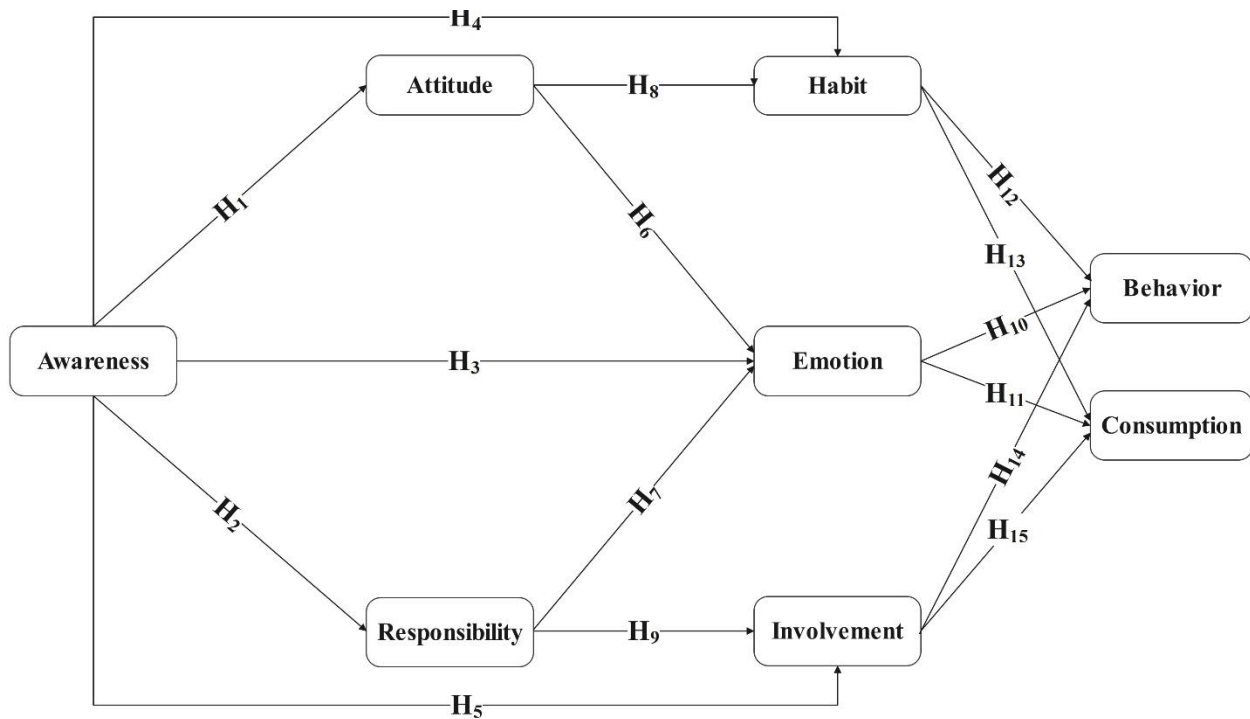 H₄
Attitude
H₈
Habit
H₁
H₆
H₁₂
H₁₃
Behavior
Awareness
H₃
Emotion
H₁₀
H₁₁
Consumption
H₂
H₇
H₁₄
H₁₅
Responsibility
H₉
Involvement
H₅